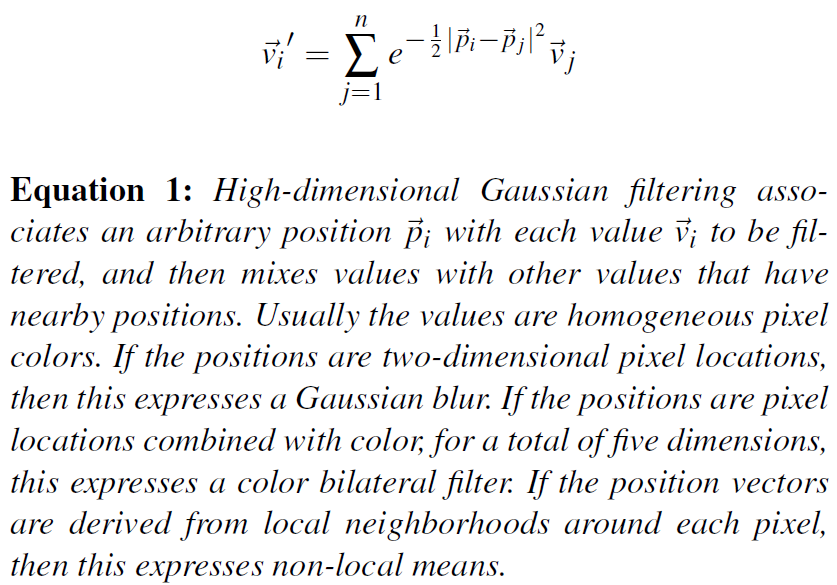 $\vec{v}_i{}' = \sum_{j=1}^{n} e^{-\frac{1}{2}|\vec{p}_i - \vec{p}_j|^2} \vec{v}_j$
Equation 1: High-dimensional Gaussian filtering asso-
ciates an arbitrary position $\vec{p}_i$ with each value $\vec{v}_i$ to be fil-
tered, and then mixes values with other values that have
nearby positions. Usually the values are homogeneous pixel
colors. If the positions are two-dimensional pixel locations,
then this expresses a Gaussian blur. If the positions are pixel
locations combined with color, for a total of five dimensions,
this expresses a color bilateral filter. If the position vectors
are derived from local neighborhoods around each pixel,
then this expresses non-local means.